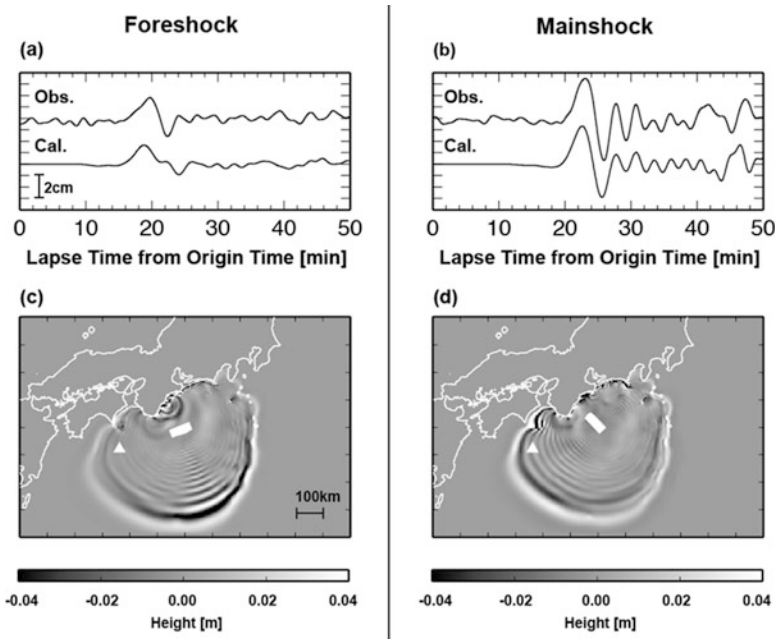 Foreshock
Mainshock
(a)
Obs.
Cal.
2cm
0 10 20 30 40 50
Lapse Time from Origin Time [min]
(b)
Obs.
Cal.
0 10 20 30 40 50
Lapse Time from Origin Time [min]
(c)
100km
(d)
-0.04 -0.02 0.00 0.02 0.04
Height [m]
-0.04 -0.02 0.00 0.02 0.04
Height [m]